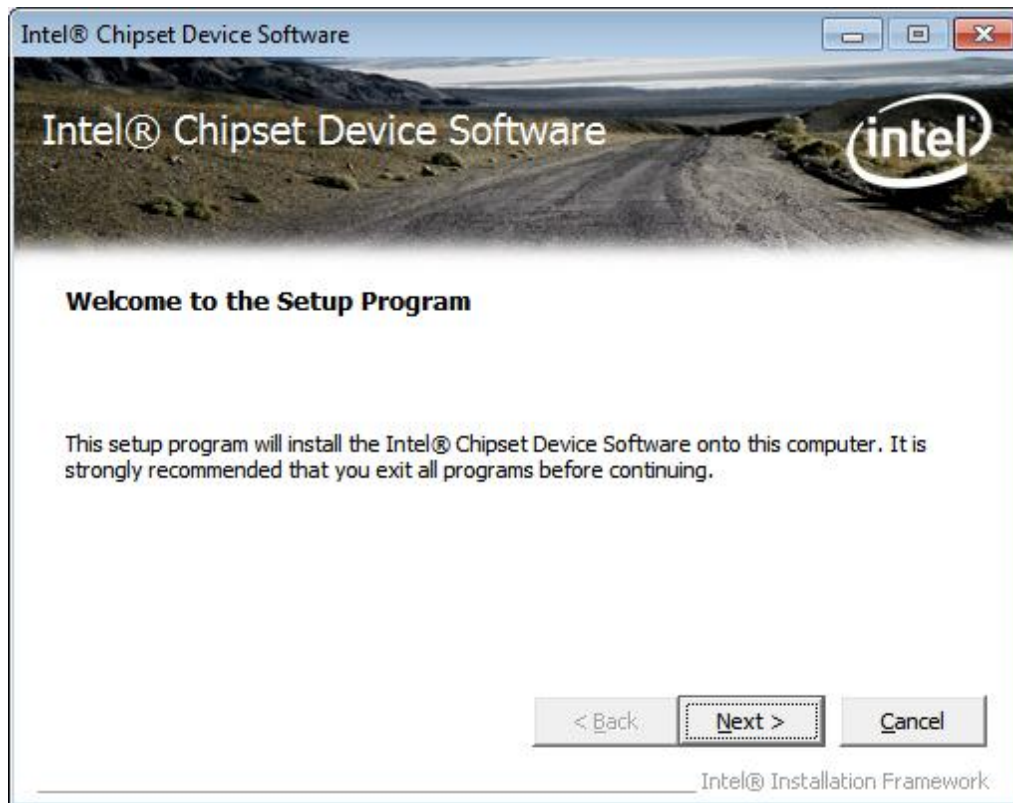 Intel® Chipset Device Software
Intel® Chipset Device Software
intel®
Welcome to the Setup Program
This setup program will install the Intel® Chipset Device Software onto this computer. It is
strongly recommended that you exit all programs before continuing.
< Back
Next >
Cancel
Intel® Installation Framework